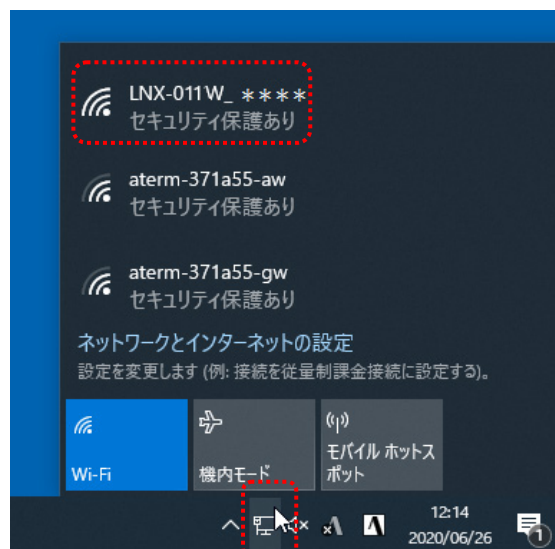 LNX-011W_ ****
セキュリティ保護あり
aterm-371a55-aw
セキュリティ保護あり
aterm-371a55-gw
セキュリティ保護あり
ネットワークとインターネットの設定
設定を変更します (例: 接続を従量制課金接続に設定する)。
Wi-Fi
機内モード
モバイル ホットス
ポット
A
A
12:14
2020/06/26
1